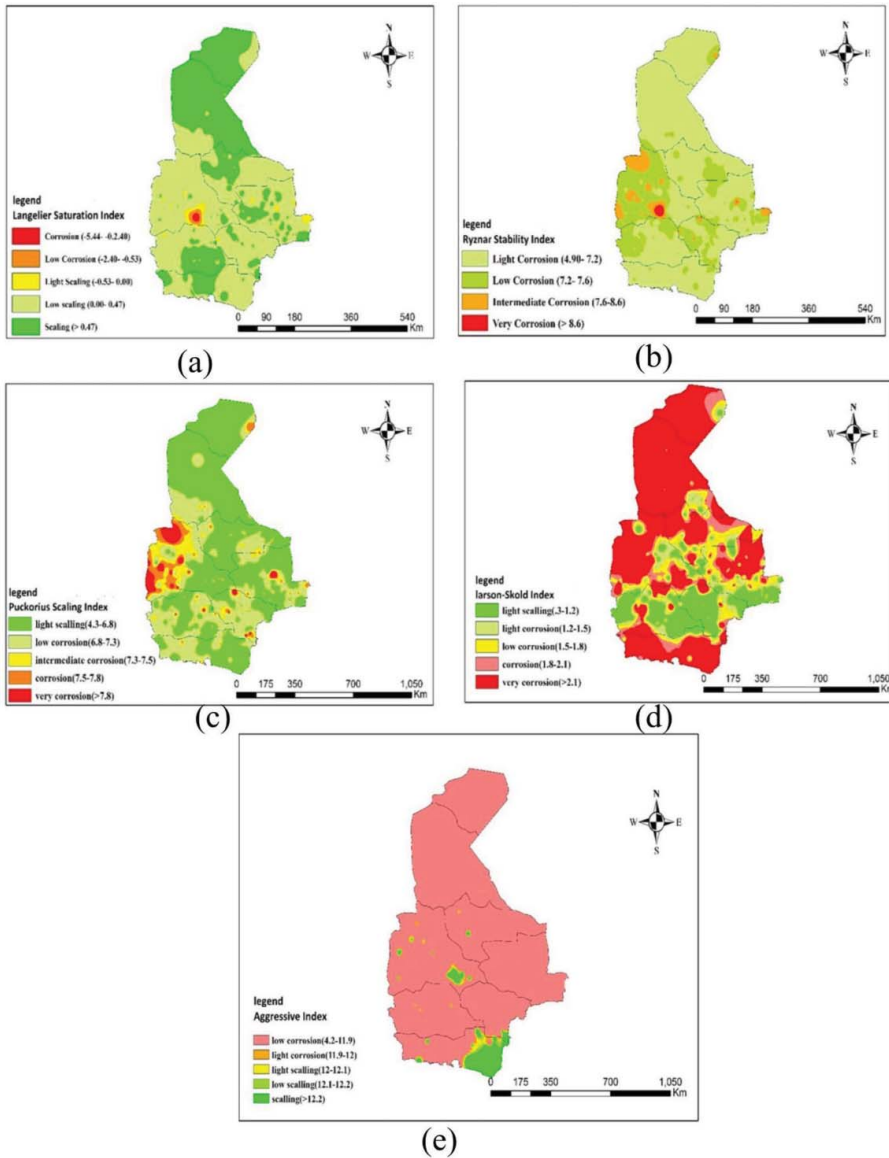 N
W E
S
legend
Langelier Saturation Index
Corrosion (-5.44- -0.2.40)
Low Corrosion (-2.40- -0.53)
Light Scaling (-0.53- 0.00)
Low scaling (0.00- 0.47)
Scaling (> 0.47)
0 90 180 360 540
Km
(a)
N
W E
S
legend
Ryznar Stability Index
Light Corrosion (4.90- 7.2)
Low Corrosion (7.2- 7.6)
Intermediate Corrosion (7.6-8.6)
Very Corrosion (> 8.6)
0 90 180 360 540
Km
(b)
N
W E
S
legend
Puckorius Scaling Index
light scalling(4.3-6.8)
low corrosion(6.8-7.3)
intermediate corrosion(7.3-7.5)
corrosion(7.5-7.8)
very corrosion(>7.8)
0 175 350 700 1,050
Km
(c)
N
W E
S
legend
larson-Skold Index
light scalling(.3-1.2)
light corrosion(1.2-1.5)
low corrosion(1.5-1.8)
corrosion(1.8-2.1)
very corrosion(>2.1)
0 175 350 700 1,050
Km
(d)
N
W E
S
legend
Aggressive Index
low corrosion(4.2-11.9)
light corrosion(11.9-12)
light scalling(12-12.1)
low scalling(12.1-12.2)
scalling(>12.2)
0 175 350 700 1,050
Km
(e)